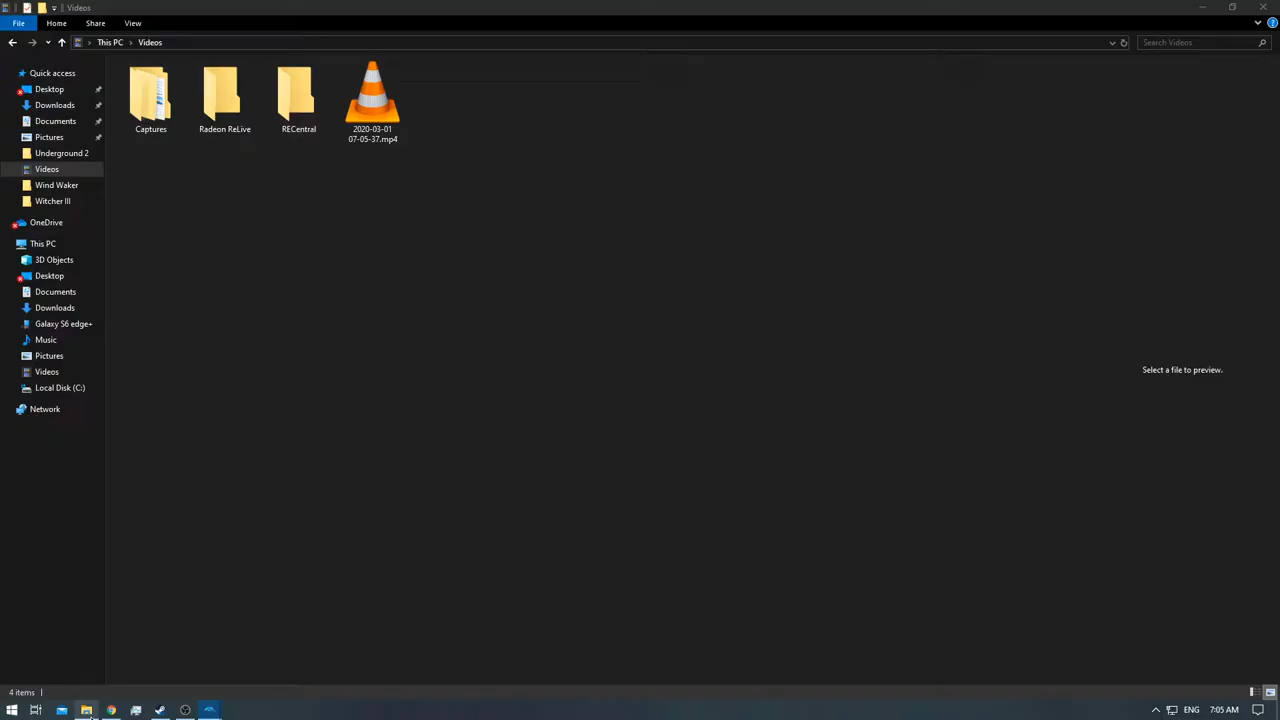 Videos
File Home Share View
This PC Videos Search Videos
Quick access
Desktop
Downloads
Documents
Pictures
Underground 2
Videos
Wind Waker
Witcher III
OneDrive
This PC
3D Objects
Desktop
Documents
Downloads
Galaxy S6 edge+
Music
Pictures
Videos
Local Disk (C:)
Network
Captures
Radeon ReLive
RECentral
2020-03-01
07-05-37.mp4
Select a file to preview.
4 items
ENG 7:05 AM